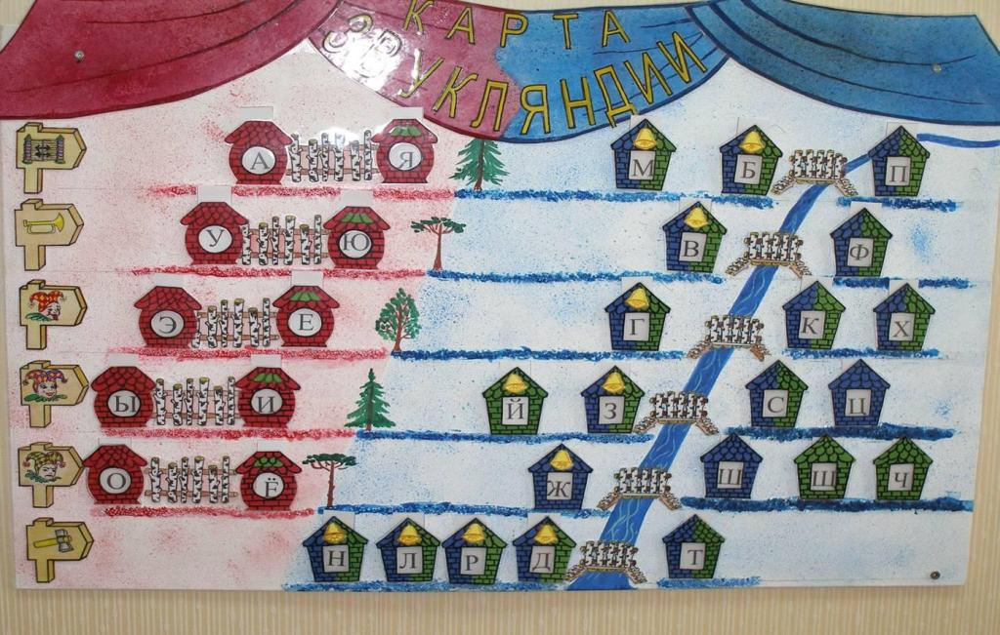 КАРТА
ЗВУКЛЯНДИИ
А Я М Б П
У Ю В Ф
Э Е Г К Х
Ы И Й З С Ц
О Ё Ж Ш Щ Ч
Н Л Р Д Т